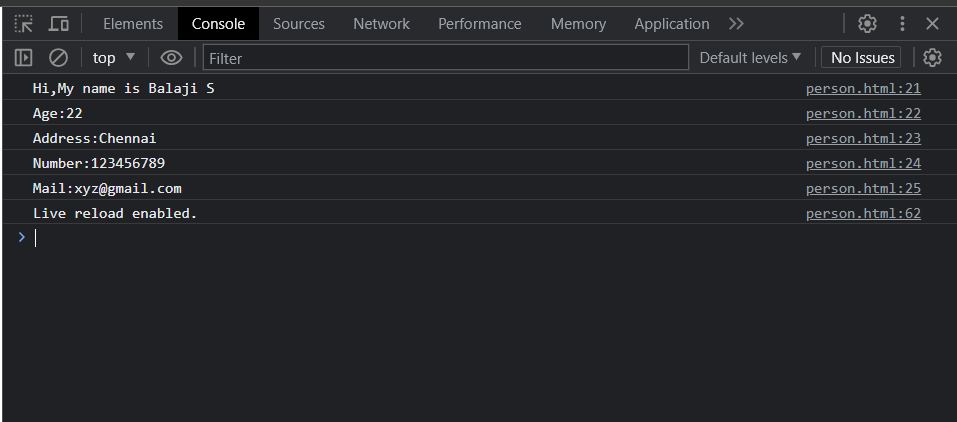 Elements Console Sources Network Performance Memory Application
top Filter Default levels No Issues
Hi,My name is Balaji S person.html:21
Age:22 person.html:22
Address:Chennai person.html:23
Number:123456789 person.html:24
Mail:xyz@gmail.com person.html:25
Live reload enabled. person.html:62